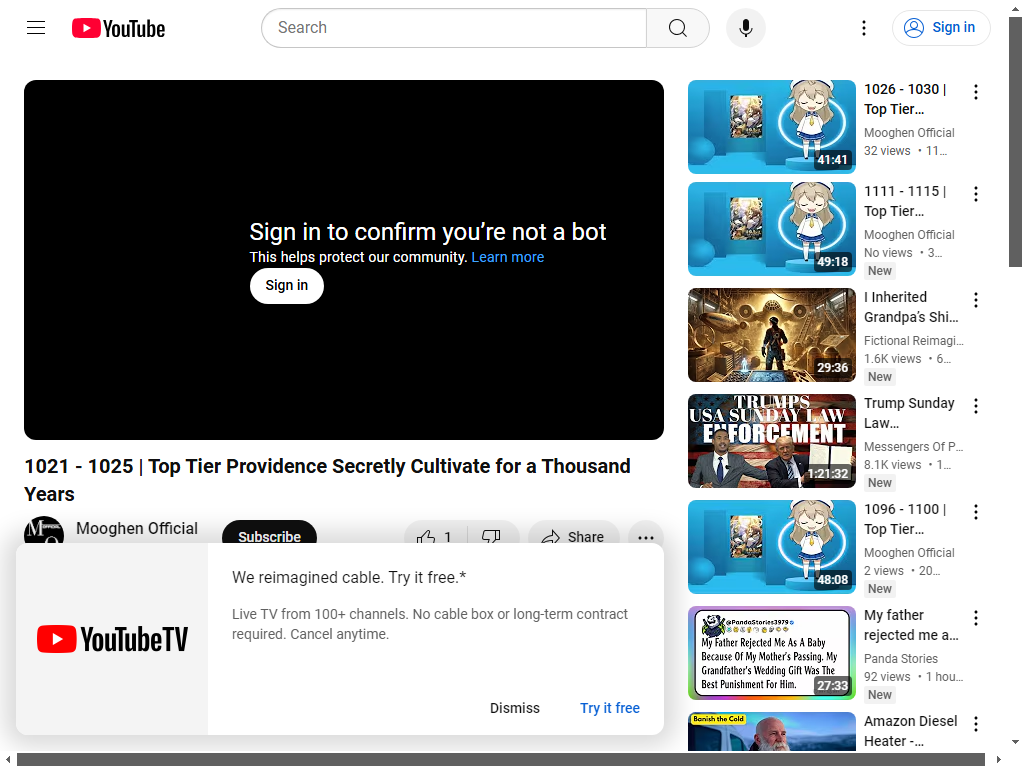 YouTube
Search
Sign in
Sign in to confirm you’re not a bot
This helps protect our community. Learn more
Sign in
1021 - 1025 | Top Tier Providence Secretly Cultivate for a Thousand
Years
Mooghen Official
Subscribe
1
Share
YouTubeTV
We reimagined cable. Try it free.*
Live TV from 100+ channels. No cable box or long-term contract
required. Cancel anytime.
Dismiss
Try it free
41:41
1026 - 1030 |
Top Tier…
Mooghen Official
32 views • 11…
49:18
1111 - 1115 |
Top Tier…
Mooghen Official
No views • 3…
New
29:36
I Inherited
Grandpa’s Shi…
Fictional Reimagi…
1.6K views • 6…
New
TRUMPS
USA SUNDAY LAW
ENFORCEMENT
1:21:32
Trump Sunday
Law…
Messengers Of P…
8.1K views • 1…
New
48:08
1096 - 1100 |
Top Tier…
Mooghen Official
2 views • 20…
New
@PandaStories3979
My Father Rejected Me As A Baby
Because Of My Mother's Passing. My
Grandfather's Wedding Gift Was The
Best Punishment For Him.
27:33
My father
rejected me a…
Panda Stories
92 views • 1 hou…
New
Banish the Cold
Amazon Diesel
Heater -…